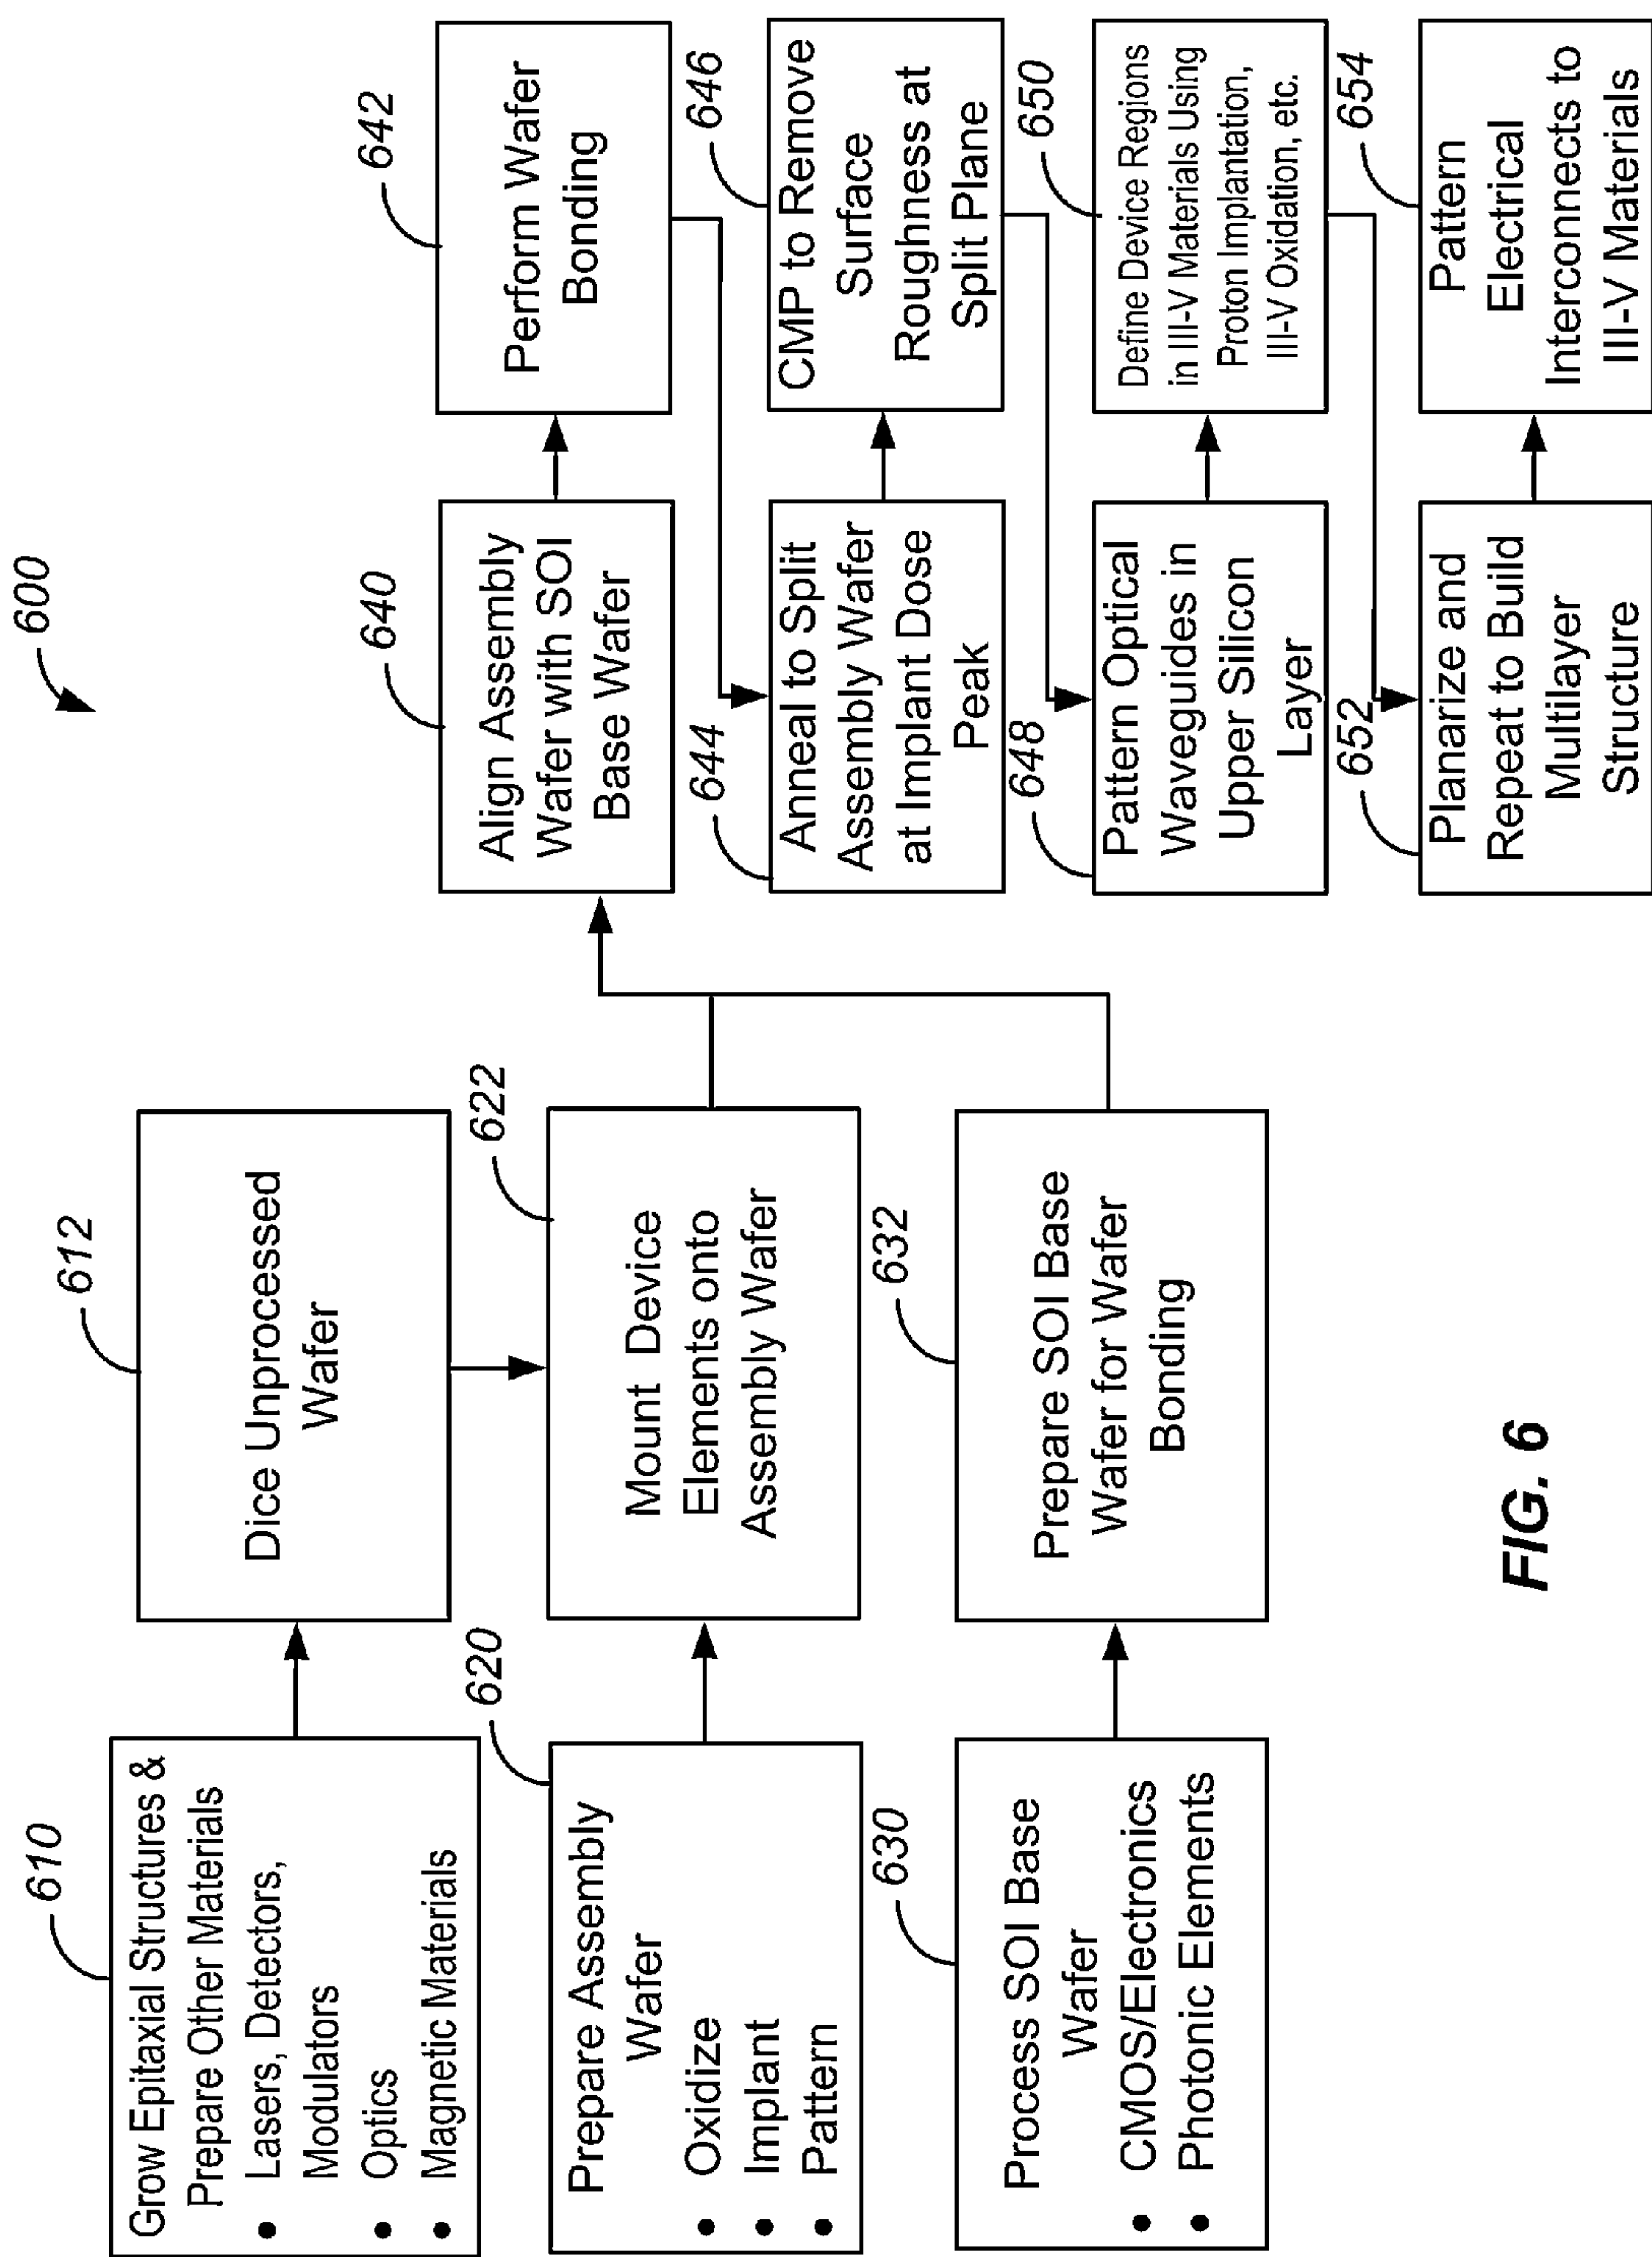 600
610
Grow Epitaxial Structures &
Prepare Other Materials
• Lasers, Detectors,
Modulators
• Optics
• Magnetic Materials
612
Dice Unprocessed
Wafer
620
Prepare Assembly
Wafer
• Oxidize
• Implant
• Pattern
622
Mount Device
Elements onto
Assembly Wafer
630
Process SOI Base
Wafer
• CMOS/Electronics
• Photonic Elements
632
Prepare SOI Base
Wafer for Wafer
Bonding
640
Align Assembly
Wafer with SOI
Base Wafer
642
Perform Wafer
Bonding
644
Anneal to Split
Assembly Wafer
at Implant Dose
Peak
646
CMP to Remove
Surface
Roughness at
Split Plane
648
Pattern Optical
Waveguides in
Upper Silicon
Layer
650
Define Device Regions
in III-V Materials Using
Proton Implantation,
III-V Oxidation, etc.
652
Planarize and
Repeat to Build
Multilayer
Structure
654
Pattern
Electrical
Interconnects to
III-V Materials
FIG. 6